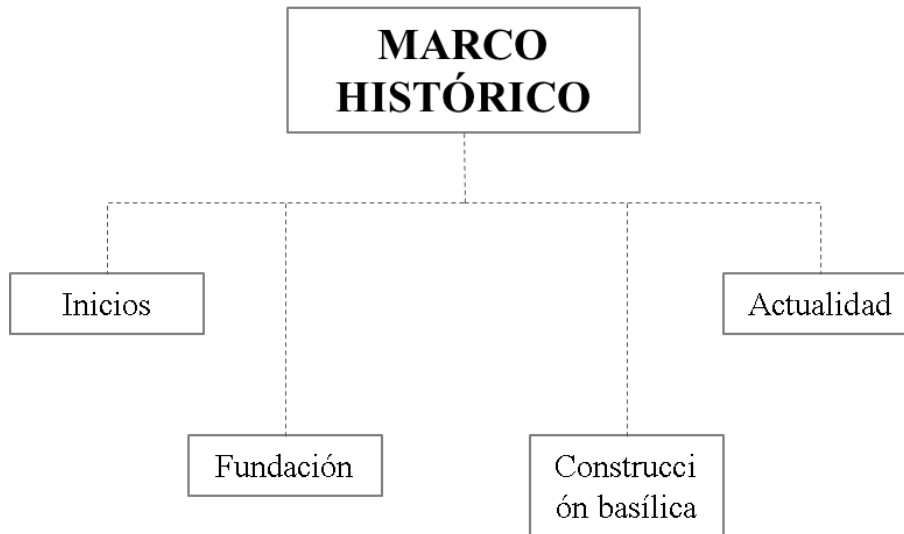 MARCO
HISTÓRICO
Inicios
Actualidad
Fundación
Construcci
ón basílica